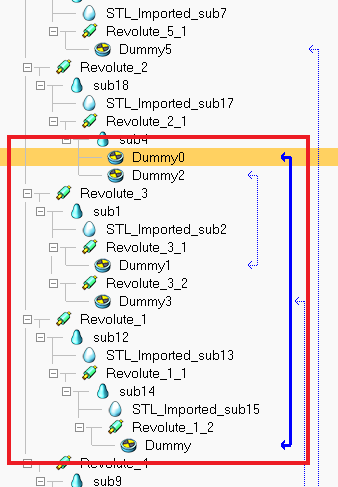 STL_Imported_sub7
Revolute_5_1
Dummy5
Revolute_2
sub18
STL_Imported_sub17
Revolute_2_1
sub4
Dummy0
Dummy2
Revolute_3
sub1
STL_Imported_sub2
Revolute_3_1
Dummy1
Revolute_3_2
Dummy3
Revolute_1
sub12
STL_Imported_sub13
Revolute_1_1
sub14
STL_Imported_sub15
Revolute_1_2
Dummy
sub9